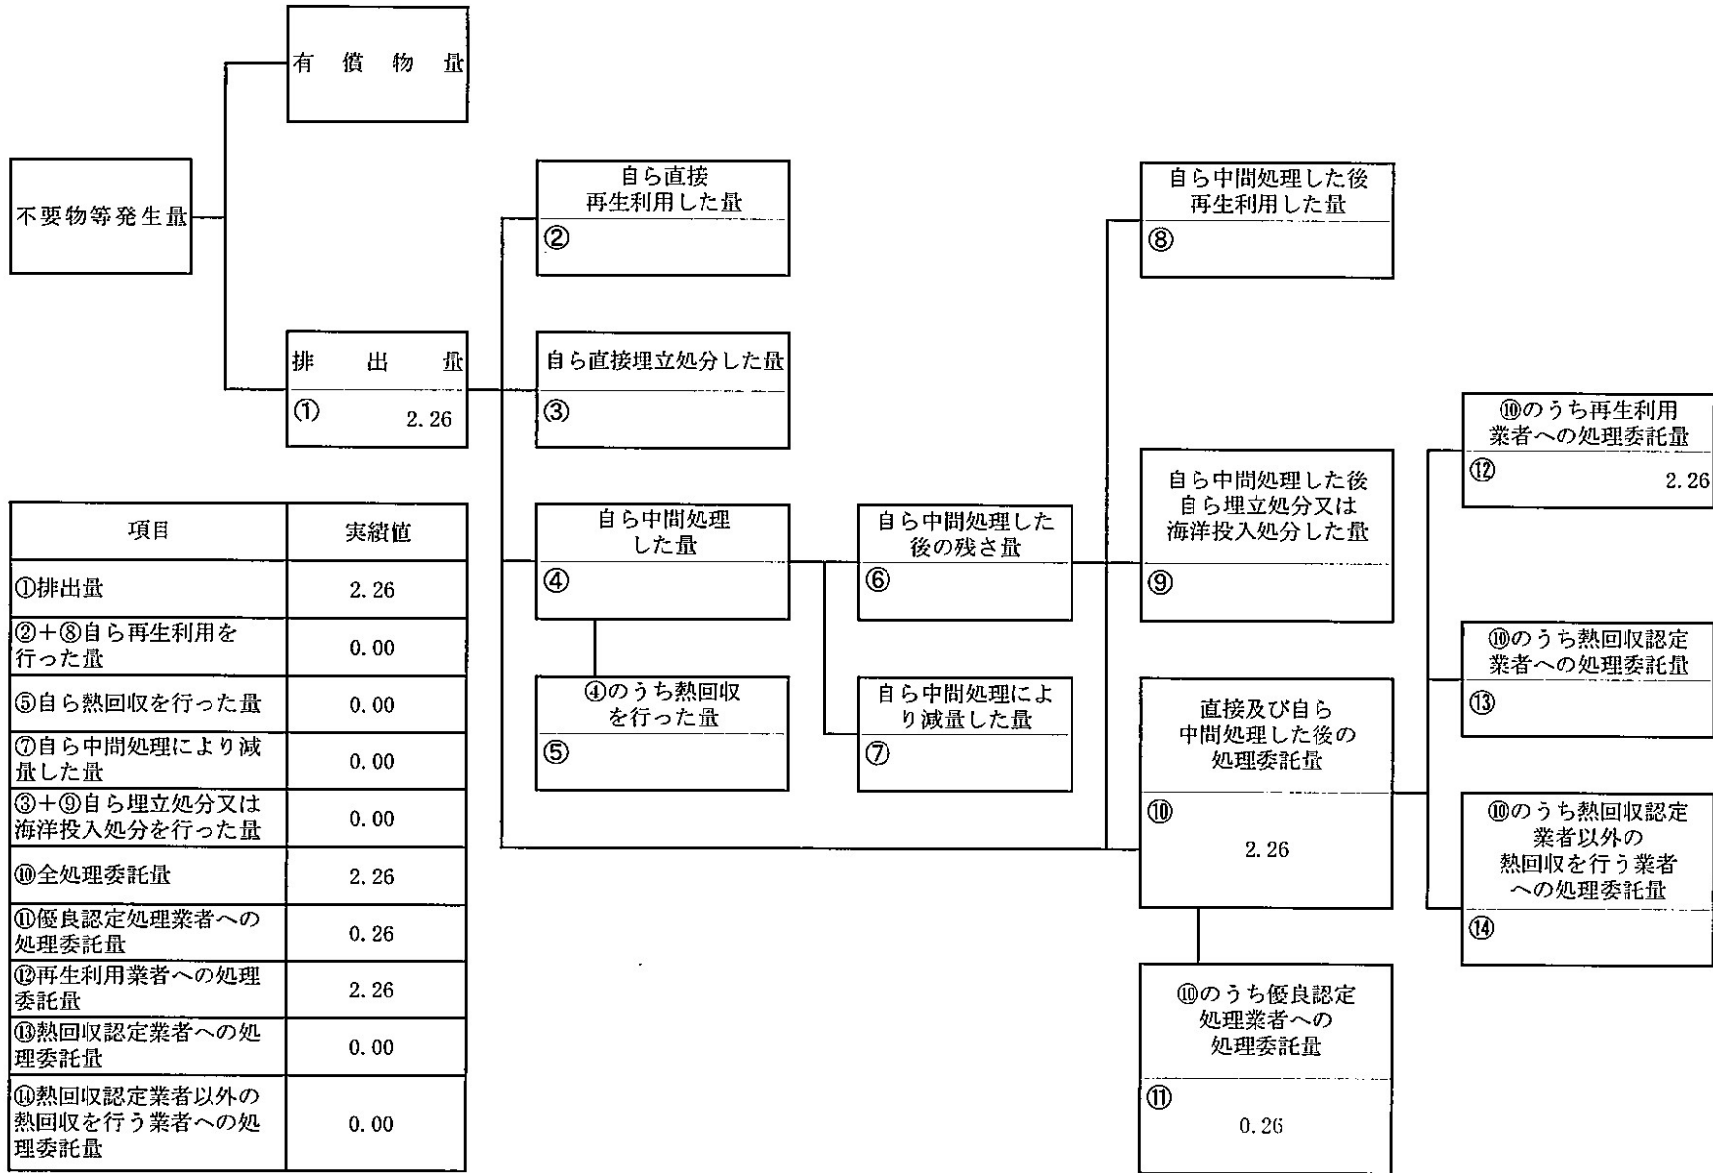 有償物量
不要物等発生量
排出量
① 2.26
自ら直接
再生利用した量
②
自ら直接埋立処分した量
③
自ら中間処理
した量
④
④のうち熱回収
を行った量
⑤
自ら中間処理した
後の残さ量
⑥
自ら中間処理によ
り減量した量
⑦
自ら中間処理した後
再生利用した量
⑧
自ら中間処理した後
自ら埋立処分又は
海洋投入処分した量
⑨
直接及び自ら
中間処理した後の
処理委託量
⑩
2.26
⑩のうち優良認定
処理業者への
処理委託量
⑪
0.26
⑩のうち再生利用
業者への処理委託量
⑫ 2.26
⑩のうち熱回収認定
業者への処理委託量
⑬
⑩のうち熱回収認定
業者以外の
熱回収を行う業者
への処理委託量
⑭
項目 実績値
①排出量 2.26
②+⑧自ら再生利用を
行った量 0.00
⑤自ら熱回収を行った量 0.00
⑦自ら中間処理により減
量した量 0.00
③+⑨自ら埋立処分又は
海洋投入処分を行った量 0.00
⑩全処理委託量 2.26
⑪優良認定処理業者への
処理委託量 0.26
⑫再生利用業者への処理
委託量 2.26
⑬熱回収認定業者への処
理委託量 0.00
⑭熱回収認定業者以外の
熱回収を行う業者への処
理委託量 0.00